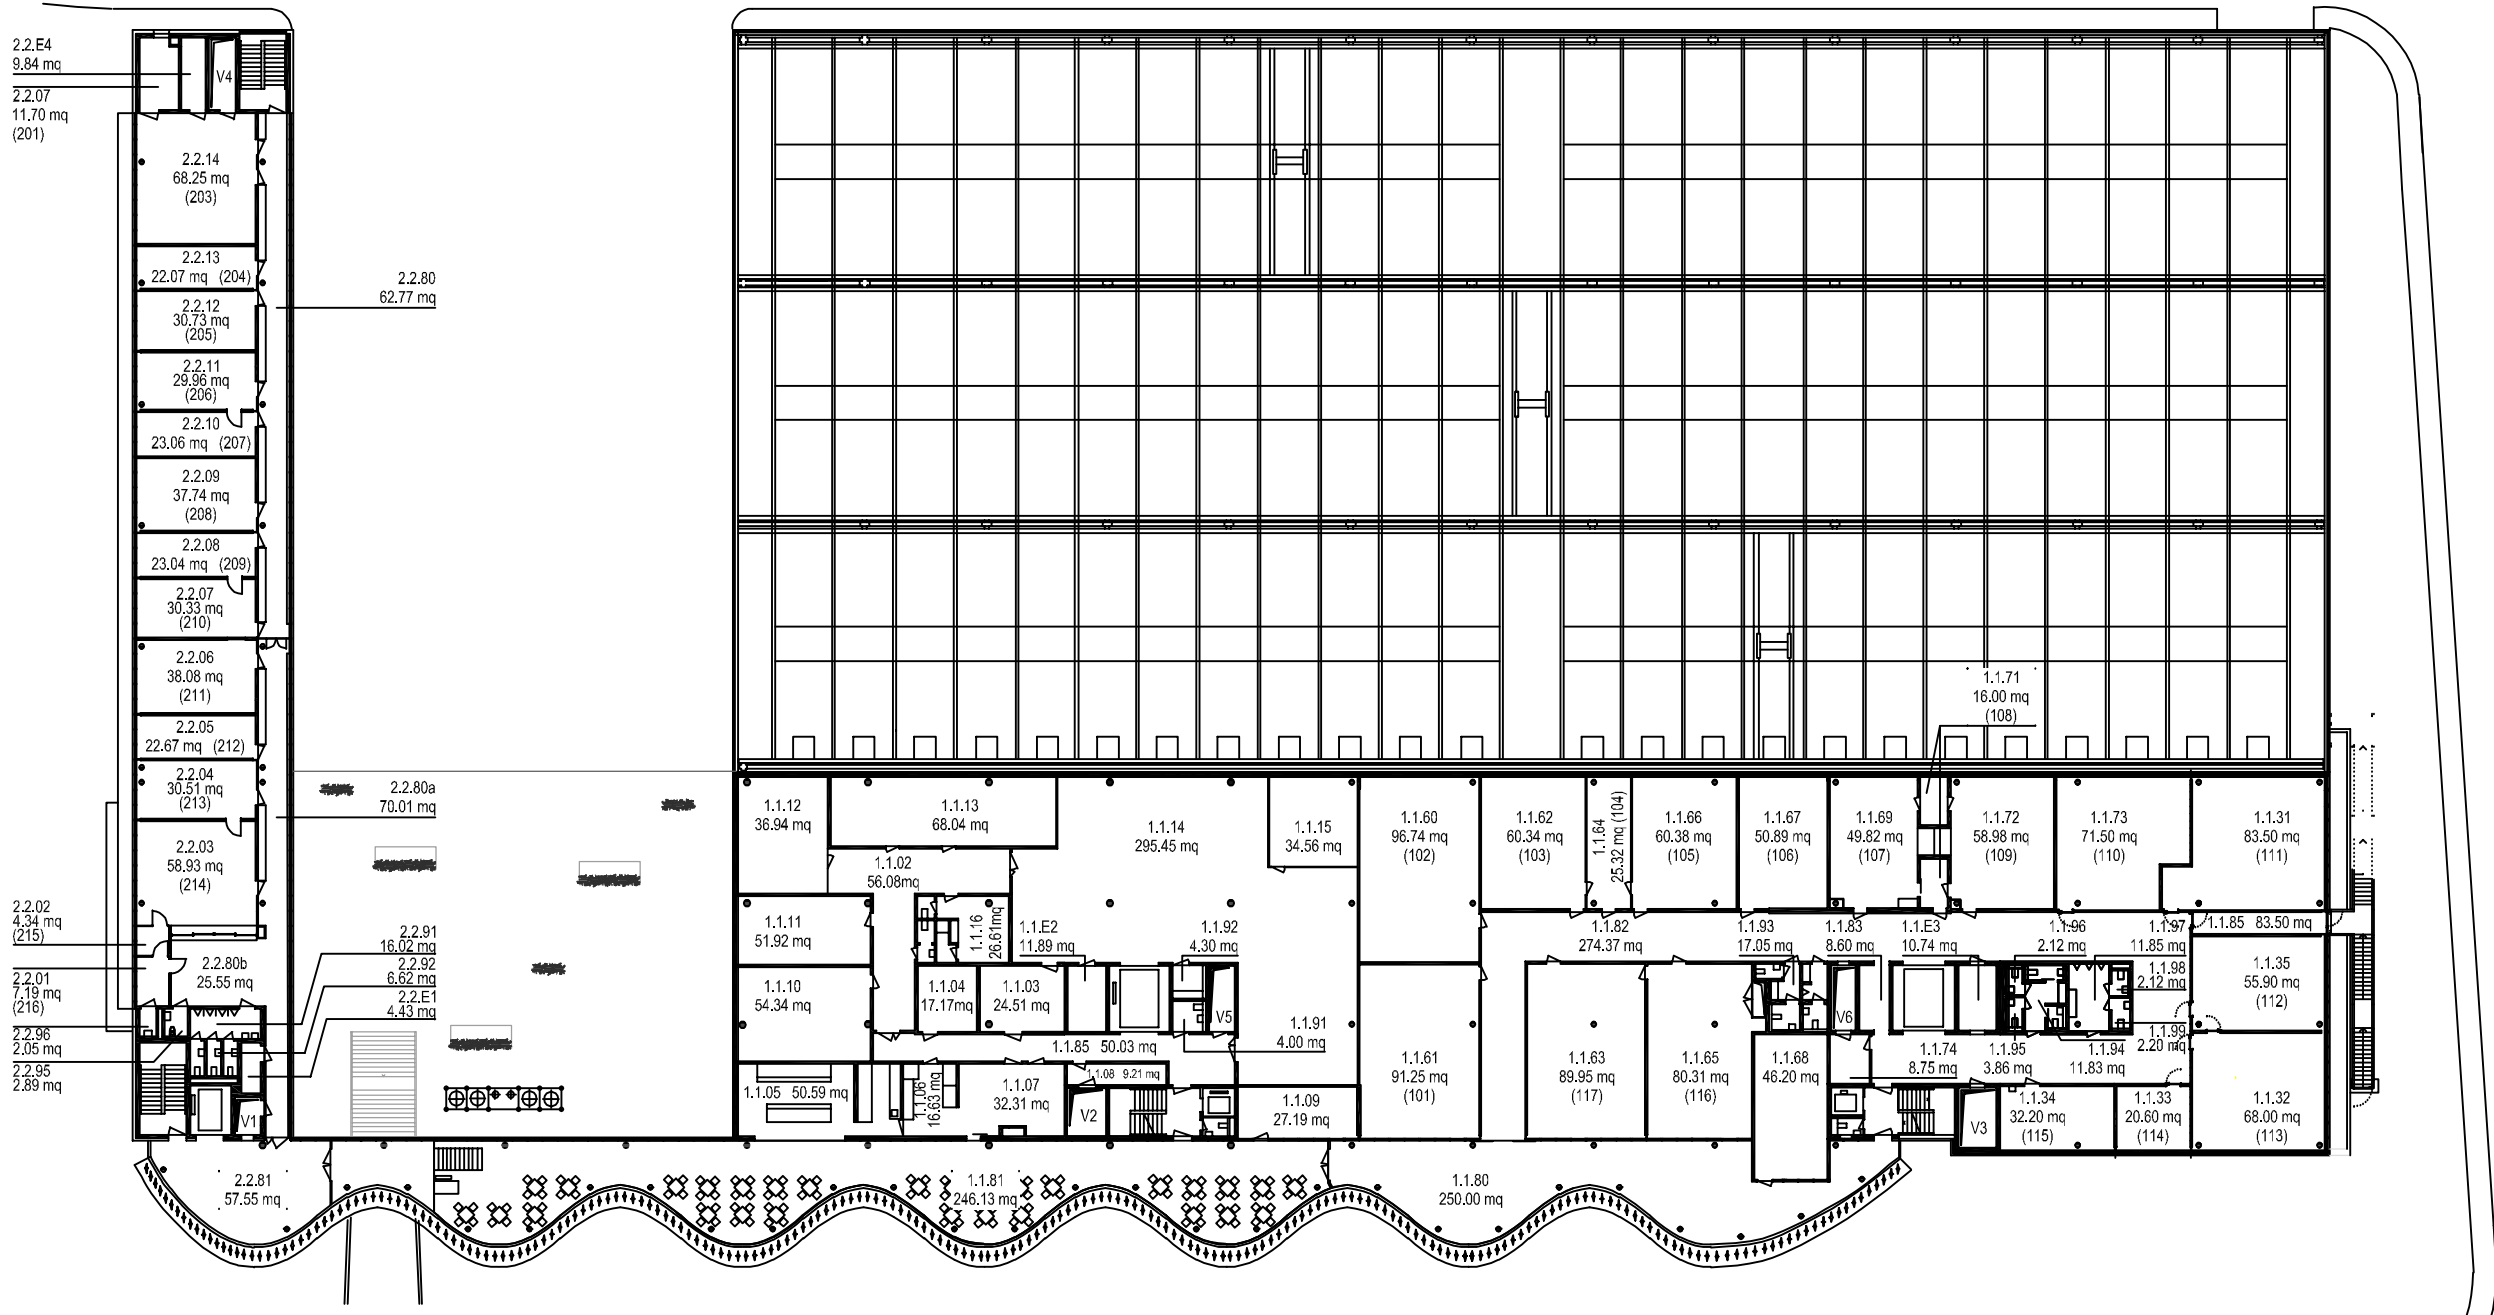 2.2.E4
9.84 mq
2.2.07
11.70 mq
(201)
V4
2.2.14
68.25 mq
(203)
2.2.13
22.07 mq (204)
2.2.12
30.73 mq
(205)
2.2.11
29.96 mq
(206)
2.2.10
23.06 mq (207)
2.2.09
37.74 mq
(208)
2.2.08
23.04 mq (209)
2.2.07
30.33 mq
(210)
2.2.06
38.08 mq
(211)
2.2.05
22.67 mq (212)
2.2.04
30.51 mq
(213)
2.2.03
58.93 mq
(214)
2.2.80
62.77 mq
2.2.80a
70.01 mq
2.2.02
4.34 mq
(215)
2.2.01
7.19 mq
(216)
2.2.96
2.05 mq
2.2.95
2.89 mq
2.2.80b
25.55 mq
2.2.91
16.02 mq
2.2.92
6.62 mq
2.2.E1
4.43 mq
V1
2.2.81
57.55 mq
1.1.12
36.94 mq
1.1.13
68.04 mq
1.1.14
295.45 mq
1.1.15
34.56 mq
1.1.02
56.08mq
1.1.11
51.92 mq
1.1.16
26.61mq
1.1.E2
11.89 mq
1.1.92
4.30 mq
1.1.10
54.34 mq
1.1.04
17.17mq
1.1.03
24.51 mq
V5
1.1.91
4.00 mq
1.1.85 50.03 mq
1.1.05 50.59 mq
1.1.06
16.63 mq
1.1.07
32.31 mq
1.1.08 9.21 mq
V2
1.1.09
27.19 mq
1.1.81
246.13 mq
1.1.80
250.00 mq
1.1.60
96.74 mq
(102)
1.1.62
60.34 mq
(103)
1.1.64
25.32 mq (104)
1.1.66
60.38 mq
(105)
1.1.67
50.89 mq
(106)
1.1.69
49.82 mq
(107)
1.1.71
16.00 mq
(108)
1.1.72
58.98 mq
(109)
1.1.73
71.50 mq
(110)
1.1.31
83.50 mq
(111)
1.1.82
274.37 mq
1.1.93
17.05 mq
1.1.83
8.60 mq
1.1.E3
10.74 mq
1.1.96
2.12 mq
1.1.97
11.85 mq
1.1.85 83.50 mq
1.1.98
2.12 mq
1.1.35
55.90 mq
(112)
V6
1.1.99
2.20 mq
1.1.61
91.25 mq
(101)
1.1.63
89.95 mq
(117)
1.1.65
80.31 mq
(116)
1.1.68
46.20 mq
1.1.74
8.75 mq
1.1.95
3.86 mq
1.1.94
11.83 mq
V3
1.1.34
32.20 mq
(115)
1.1.33
20.60 mq
(114)
1.1.32
68.00 mq
(113)